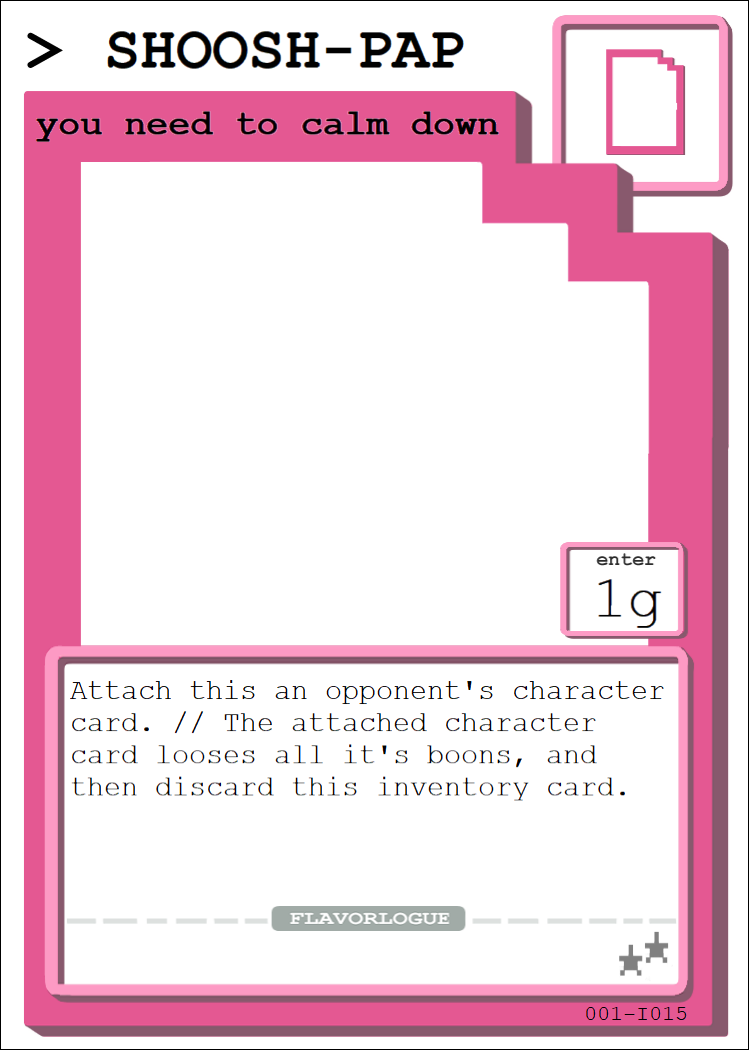 > SHOOSH-PAP
you need to calm down
enter
1g
Attach this an opponent's character
card. // The attached character
card looses all it's boons, and
then discard this inventory card.
FLAVORLOGUE
001-I015